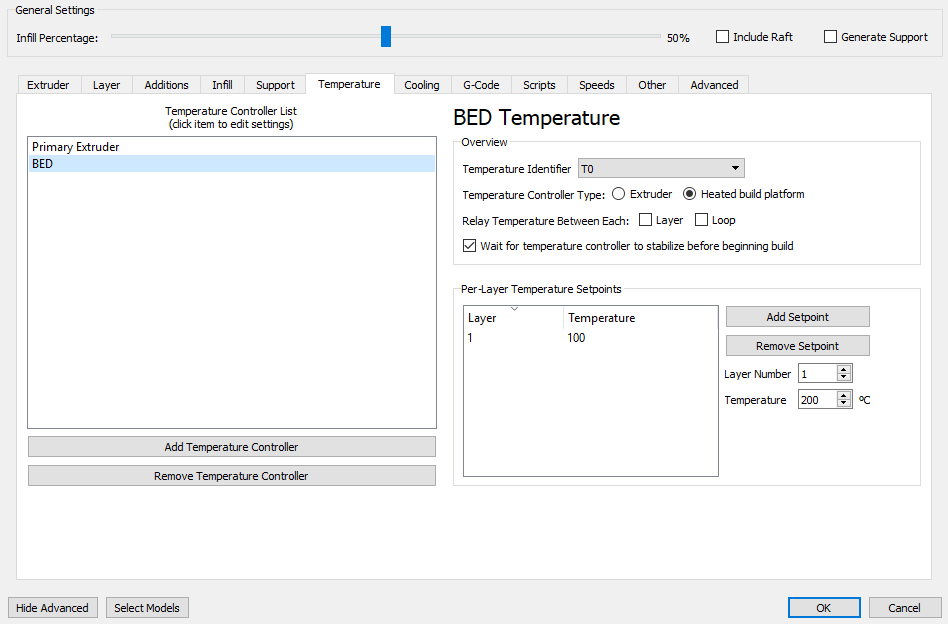 General Settings
Infill Percentage: 50% Include Raft Generate Support
Extruder Layer Additions Infill Support Temperature Cooling G-Code Scripts Speeds Other Advanced
Temperature Controller List
(click item to edit settings)
Primary Extruder
BED
Add Temperature Controller
Remove Temperature Controller
BED Temperature
Overview
Temperature Identifier T0
Temperature Controller Type: Extruder Heated build platform
Relay Temperature Between Each: Layer Loop
Wait for temperature controller to stabilize before beginning build
Per-Layer Temperature Setpoints
Layer Temperature
1 100
Add Setpoint
Remove Setpoint
Layer Number 1
Temperature 200 ºC
Hide Advanced Select Models OK Cancel